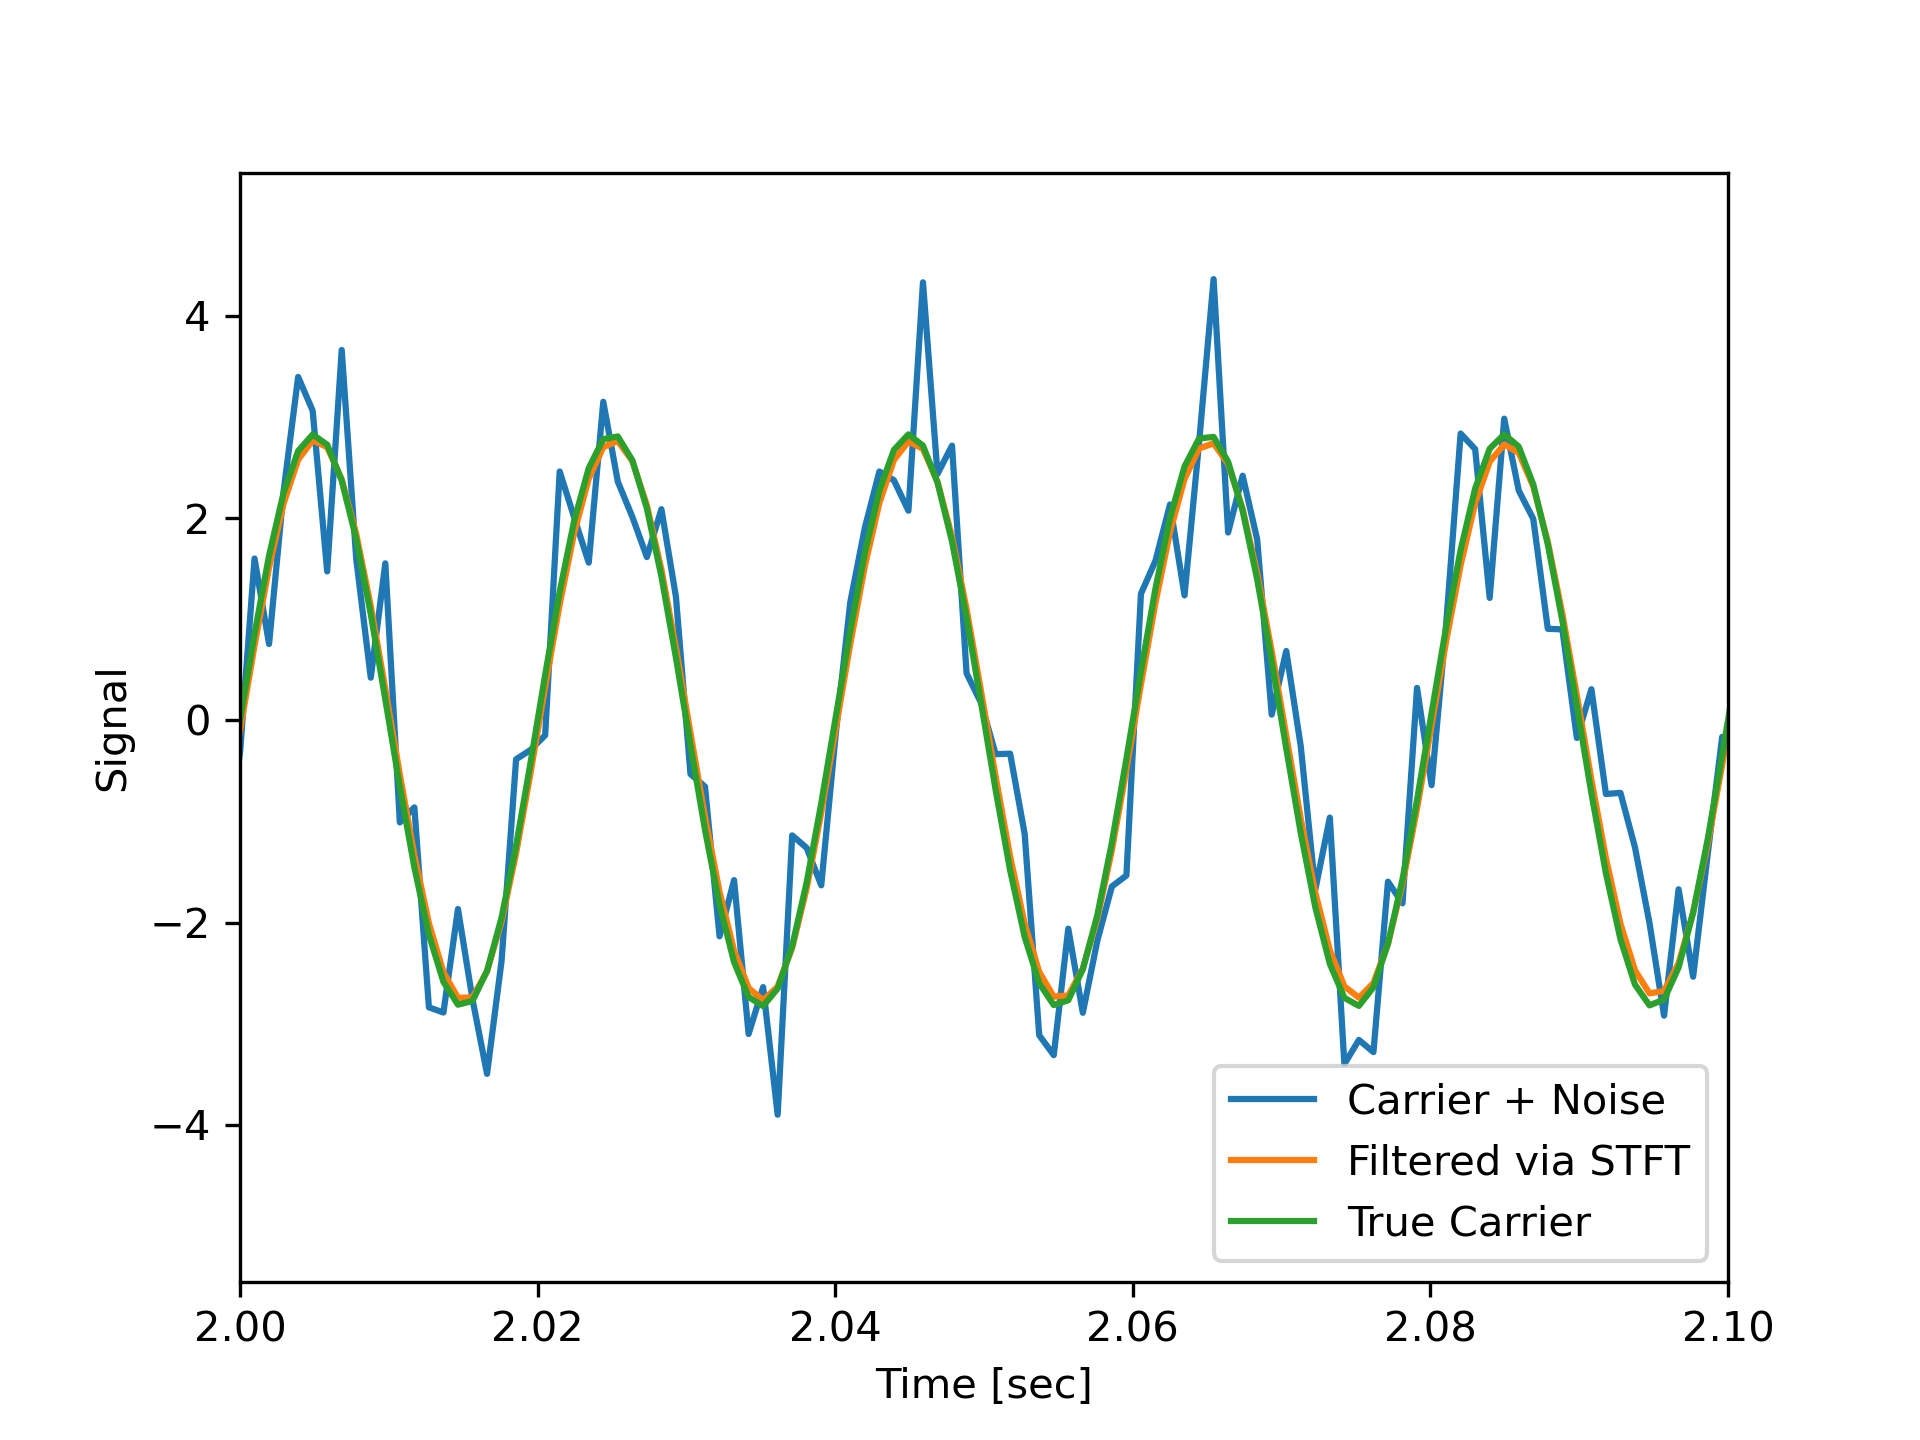 4
2
0
−2
−4
Signal
2.00 2.02 2.04 2.06 2.08 2.10
Time [sec]
Carrier + Noise
Filtered via STFT
True Carrier